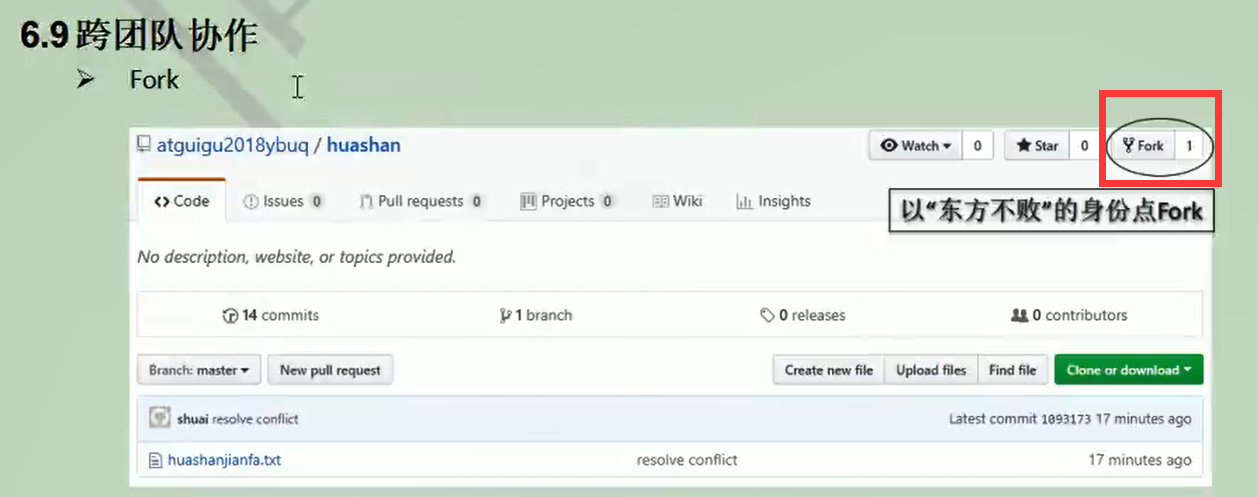 6.9 跨团队协作
➢ Fork
atguigu2018ybuq / huashan
Watch 0 Star 0 Fork 1
Code Issues 0 Pull requests 0 Projects 0 Wiki Insights
以“东方不败”的身份点Fork
No description, website, or topics provided.
14 commits 1 branch 0 releases 0 contributors
Branch: master New pull request Create new file Upload files Find file Clone or download
shuai resolve conflict Latest commit 1093173 17 minutes ago
huashanjianfa.txt resolve conflict 17 minutes ago